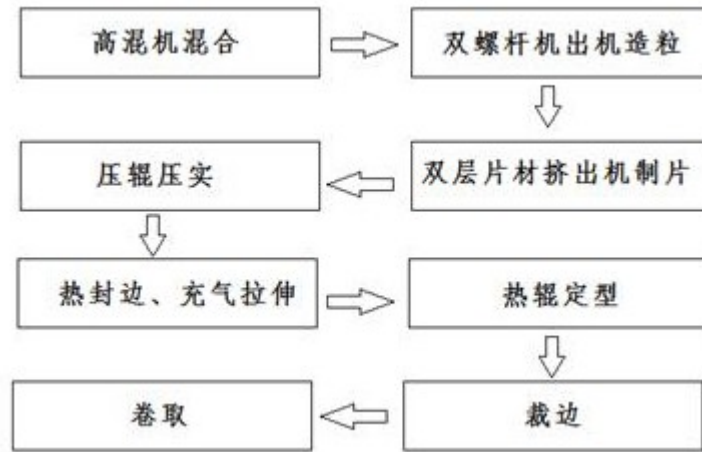 高混机混合
双螺杆机出机造粒
双层片材挤出机制片
压辊压实
热封边、充气拉伸
热辊定型
裁边
卷取